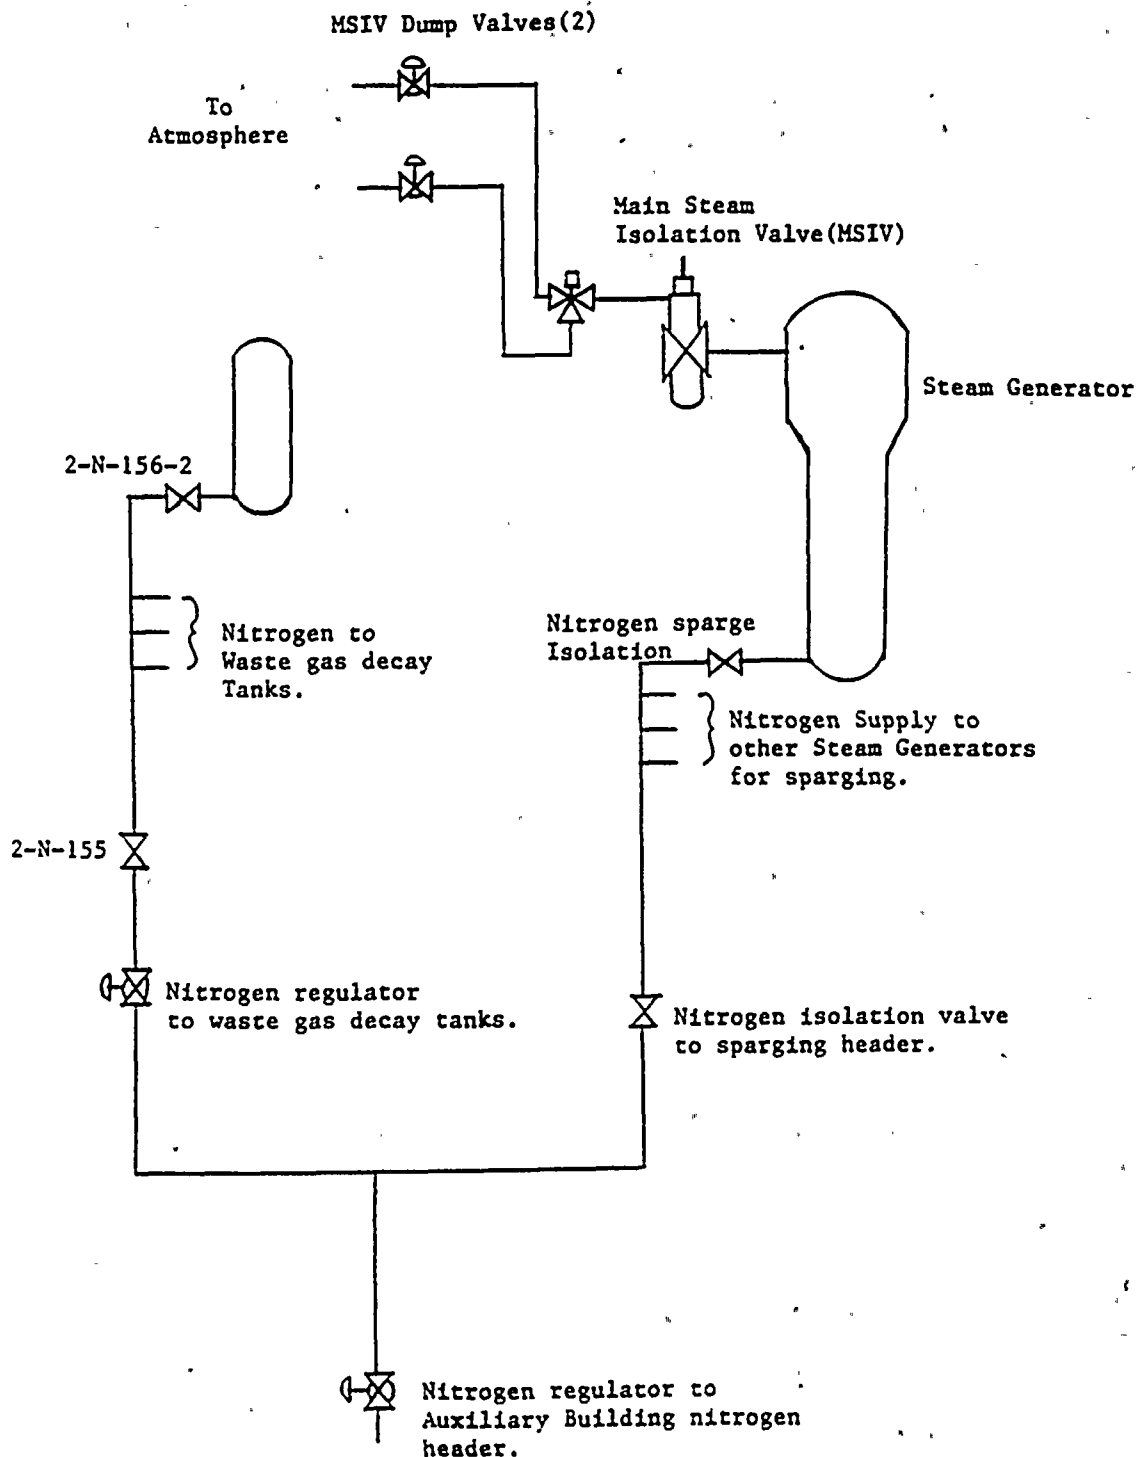 MSIV Dump Valves(2)
To
Atmosphere
Main Steam
Isolation Valve(MSIV)
Steam Generator
2-N-156-2
Nitrogen to
Waste gas decay
Tanks.
Nitrogen sparge
Isolation
Nitrogen Supply to
other Steam Generators
for sparging.
2-N-155
Nitrogen regulator
to waste gas decay tanks.
Nitrogen isolation valve
to sparging header.
Nitrogen regulator to
Auxiliary Building nitrogen
header.